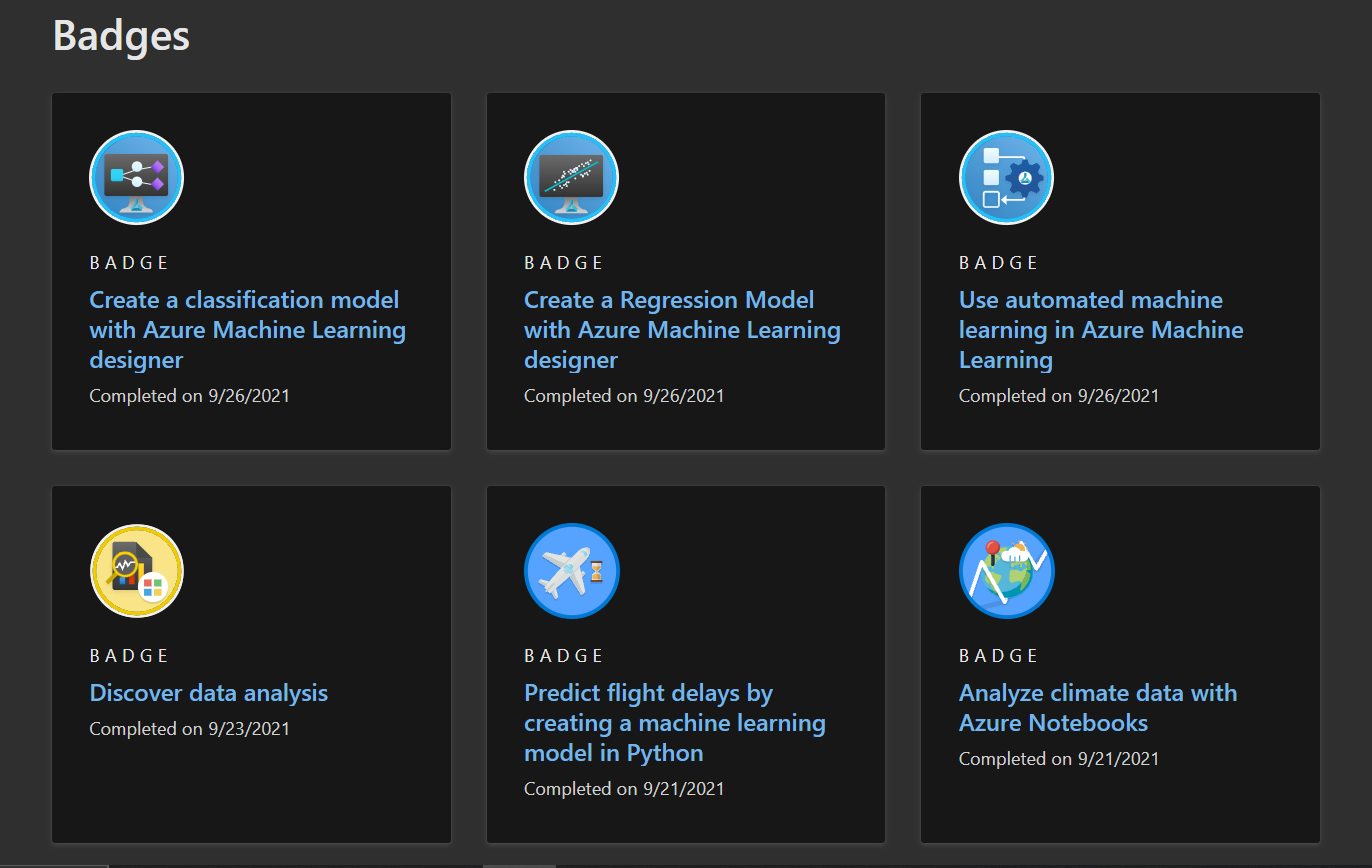 Badges
BADGE
Create a classification model
with Azure Machine Learning
designer
Completed on 9/26/2021
BADGE
Create a Regression Model
with Azure Machine Learning
designer
Completed on 9/26/2021
BADGE
Use automated machine
learning in Azure Machine
Learning
Completed on 9/26/2021
BADGE
Discover data analysis
Completed on 9/23/2021
BADGE
Predict flight delays by
creating a machine learning
model in Python
Completed on 9/21/2021
BADGE
Analyze climate data with
Azure Notebooks
Completed on 9/21/2021